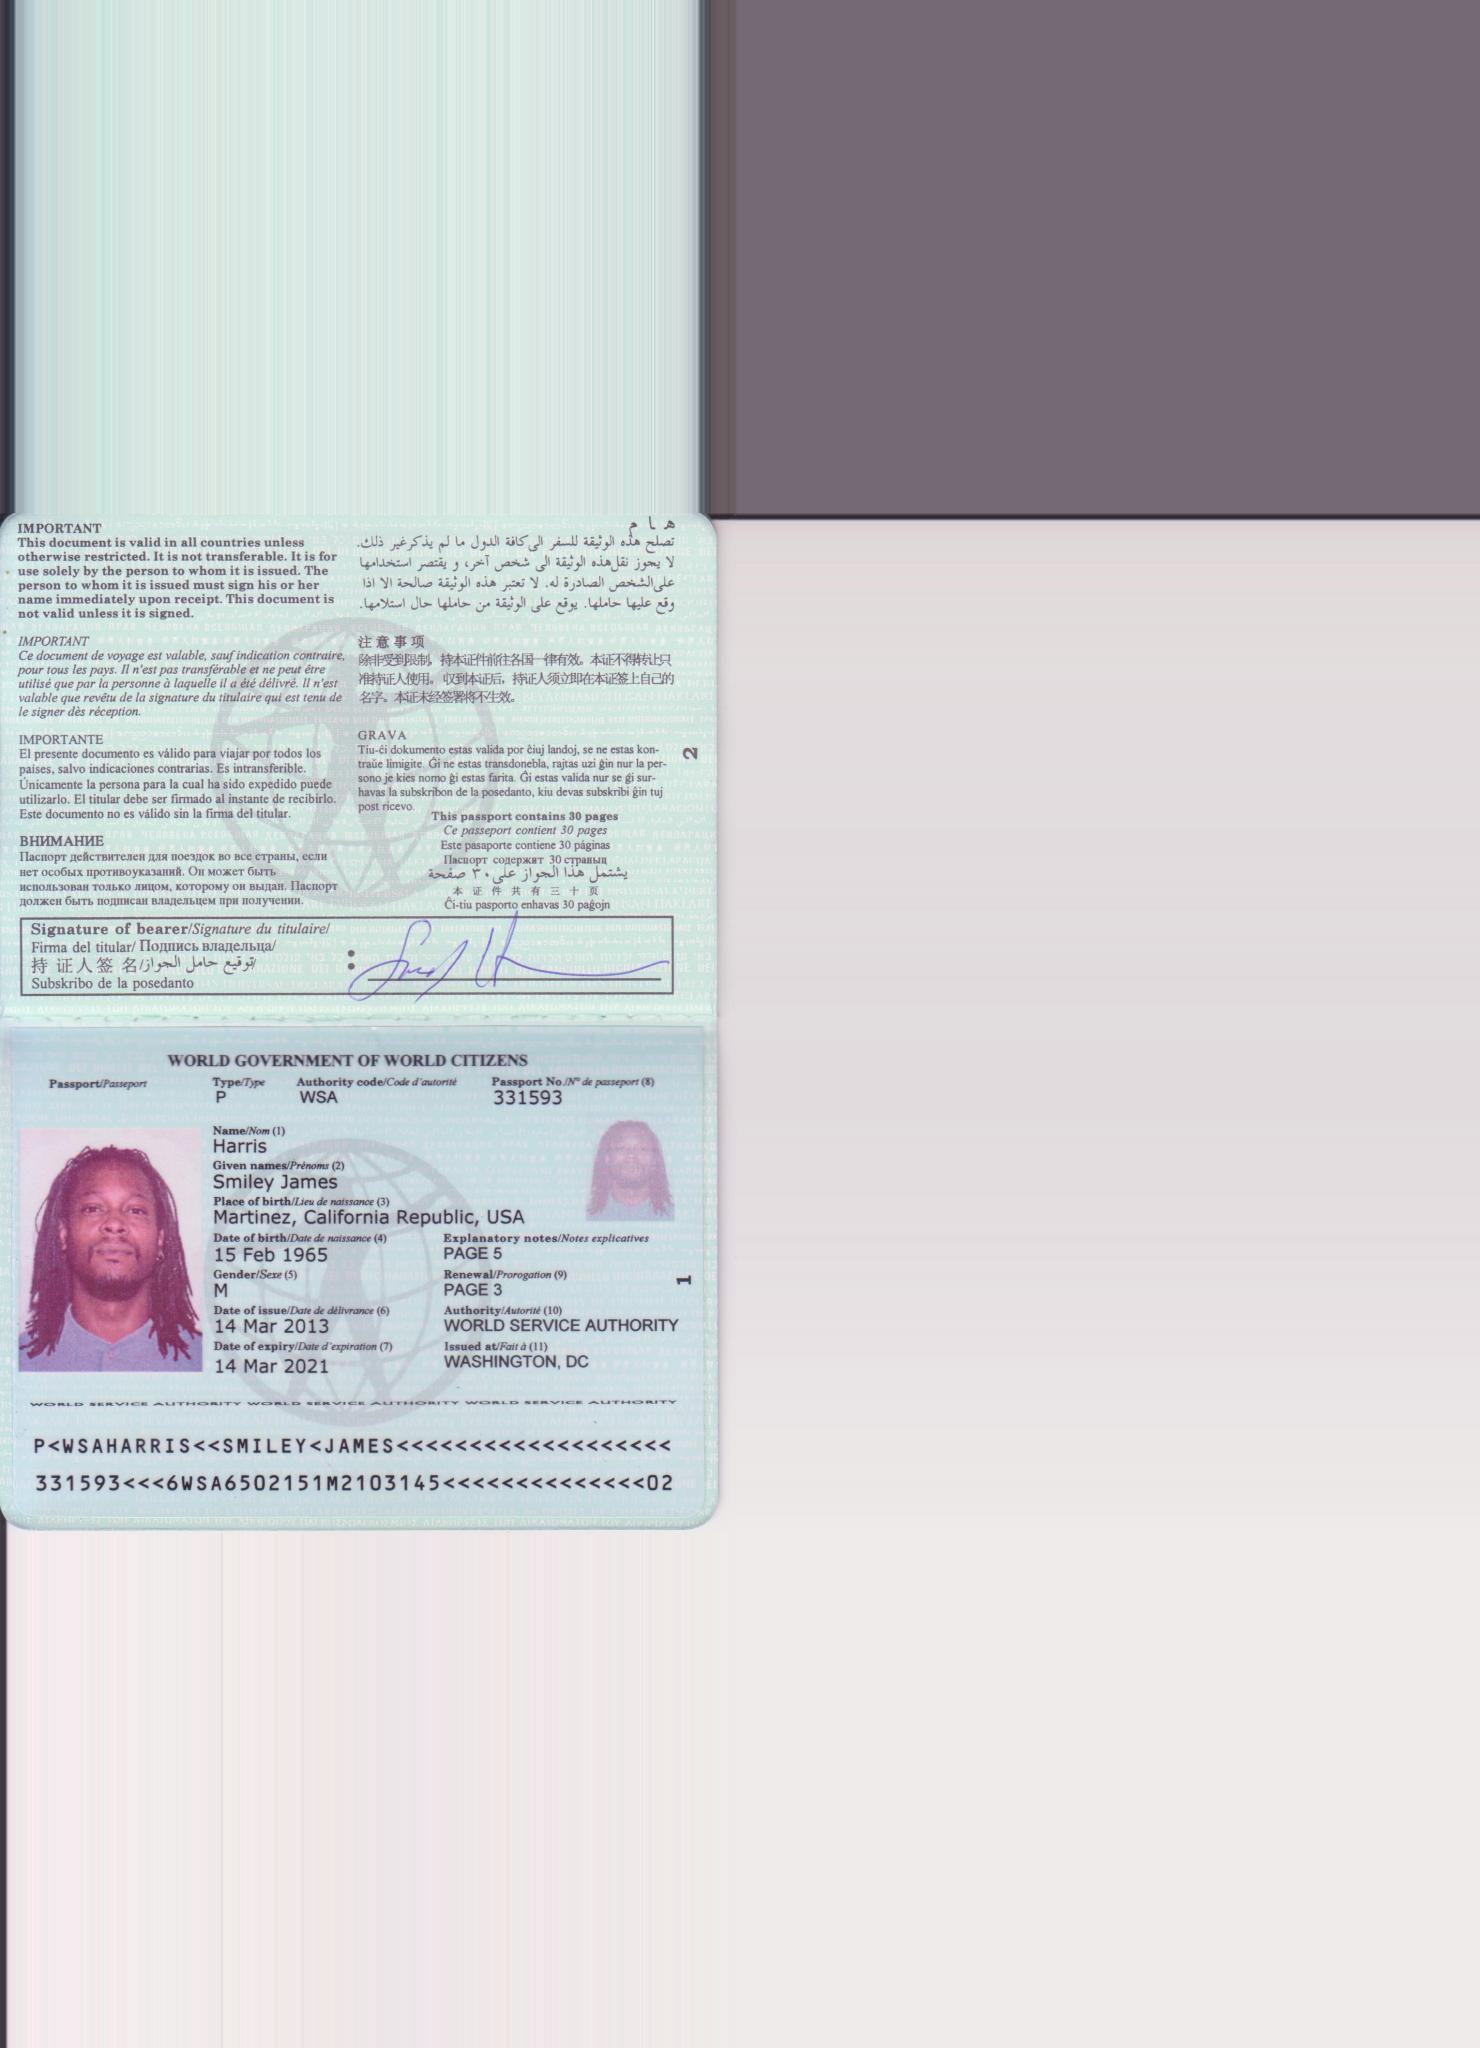 IMPORTANT
This document is valid in all countries unless
otherwise restricted. It is not transferable. It is for
use solely by the person to whom it is issued. The
person to whom it is issued must sign his or her
name immediately upon receipt. This document is
not valid unless it is signed.
هـا م
تصلح هذه الوثيقة للسفر الى كافة الدول ما لم يذكر غير ذلك.
لا يجوز نقل هذه الوثيقة الى شخص آخر، و يقتصر استخدامها
على الشخص الصادرة له. لا تعتبر هذه الوثيقة صالحة الا اذا
وقع عليها حاملها. يوقع على الوثيقة من حاملها حال استلامها.
IMPORTANT
Ce document de voyage est valable, sauf indication contraire,
pour tous les pays. Il n'est pas transférable et ne peut être
utilisé que par la personne à laquelle il a été délivré. Il n'est
valable que revêtu de la signature du titulaire qui est tenu de
le signer dès réception.
注意事项
除非受到限制，持本证件前往各国一律有效。本证不得转让只
准持证人使用。收到本证后，持证人须立即在本证签上自己的
名字。本证未经签署将不生效。
IMPORTANTE
El presente documento es válido para viajar por todos los
países, salvo indicaciones contrarias. Es intransferible.
Únicamente la persona para la cual ha sido expedido puede
utilizarlo. El titular debe ser firmado al instante de recibirlo.
Este documento no es válido sin la firma del titular.
GRAVA
Tiu-ĉi dokumento estas valida por ĉiuj landoj, se ne estas kon-
traŭe limigite. Ĝi ne estas transdonebla, rajtas uzi ĝin nur la per-
sono je kies nomo ĝi estas farita. Ĝi estas valida nur se ĝi sur-
havas la subskribon de la posedanto, kiu devas subskribi ĝin tuj
post ricevo.
ВНИМАНИЕ
Паспорт действителен для поездок во все страны, если
нет особых противоуказаний. Он может быть
использован только лицом, которому он выдан. Паспорт
должен быть подписан владельцем при получении.
This passport contains 30 pages
Ce passeport contient 30 pages
Este pasaporte contiene 30 páginas
Паспорт содержит 30 страниц
يشتمل هذا الجواز على ٣٠ صفحة
本证件共有三十页
Ĉi-tiu pasporto enhavas 30 paĝojn
2
Signature of bearer/Signature du titulaire/
Firma del titular/ Подпись владельца/
持证人签名/توقيع حامل الجواز/
Subskribo de la posedanto
WORLD GOVERNMENT OF WORLD CITIZENS
Passport/Passeport Type/Type Authority code/Code d'autorité Passport No./Nº de passeport (8)
P WSA 331593
Name/Nom (1)
Harris
Given names/Prénoms (2)
Smiley James
Place of birth/Lieu de naissance (3)
Martinez, California Republic, USA
Date of birth/Date de naissance (4) Explanatory notes/Notes explicatives
15 Feb 1965 PAGE 5
Gender/Sexe (5) Renewal/Prorogation (9)
M PAGE 3
1
Date of issue/Date de délivrance (6) Authority/Autorité (10)
14 Mar 2013 WORLD SERVICE AUTHORITY
Date of expiry/Date d'expiration (7) Issued at/Fait à (11)
14 Mar 2021 WASHINGTON, DC
WORLD SERVICE AUTHORITY WORLD SERVICE AUTHORITY WORLD SERVICE AUTHORITY
P<WSAHARRIS<<SMILEY<JAMES<<<<<<<<<<<<<<<<<<<
331593<<<6WSA6502151M2103145<<<<<<<<<<<<<<02